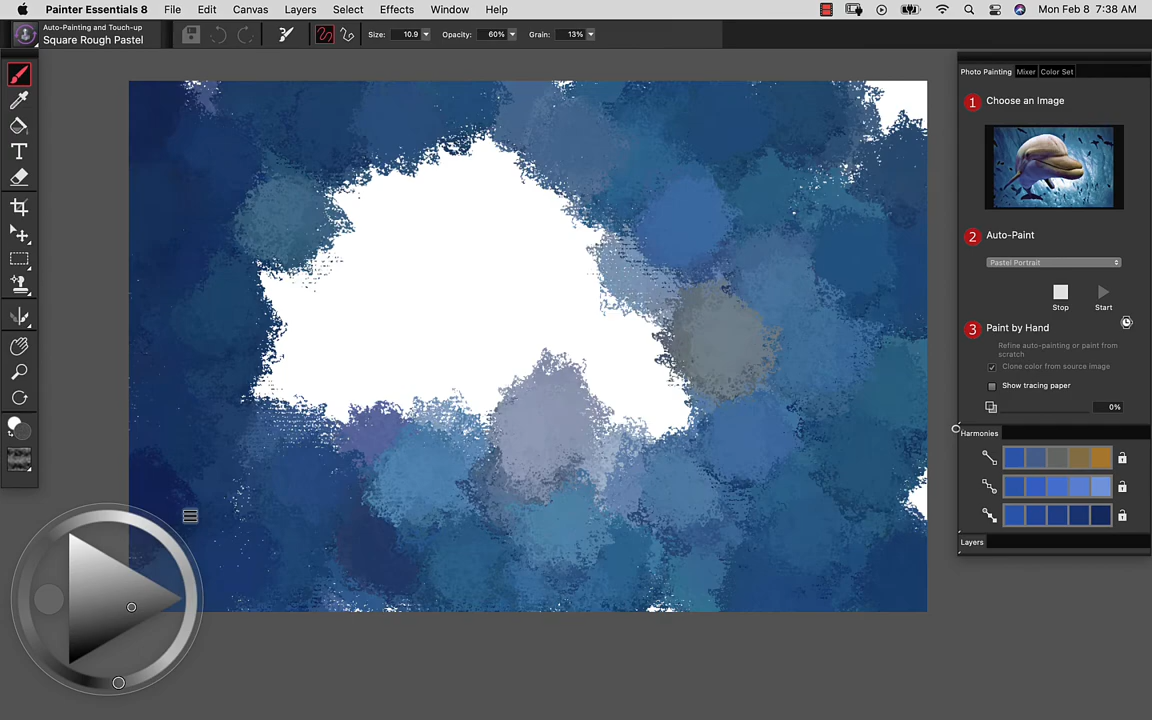 Painter Essentials 8 File Edit Canvas Layers Select Effects Window Help Mon Feb 8 7:38 AM
Auto-Painting and Touch-up
Square Rough Pastel
Size: 10.9 Opacity: 60% Grain: 13%
Photo Painting Mixer Color Set
1 Choose an Image
2 Auto-Paint
Pastel Portrait
Stop Start
3 Paint by Hand
Refine auto-painting or paint from
scratch
Clone color from source image
Show tracing paper
0%
Harmonies
Layers